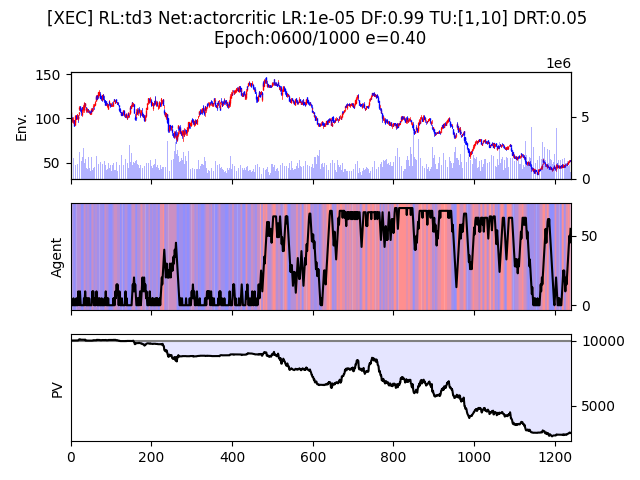 [XEC] RL:td3 Net:actorcritic LR:1e-05 DF:0.99 TU:[1,10] DRT:0.05
Epoch:0600/1000 e=0.40
1e6
150
100
50
Env.
5
0
Agent
50
0
PV
10000
5000
0 200 400 600 800 1000 1200